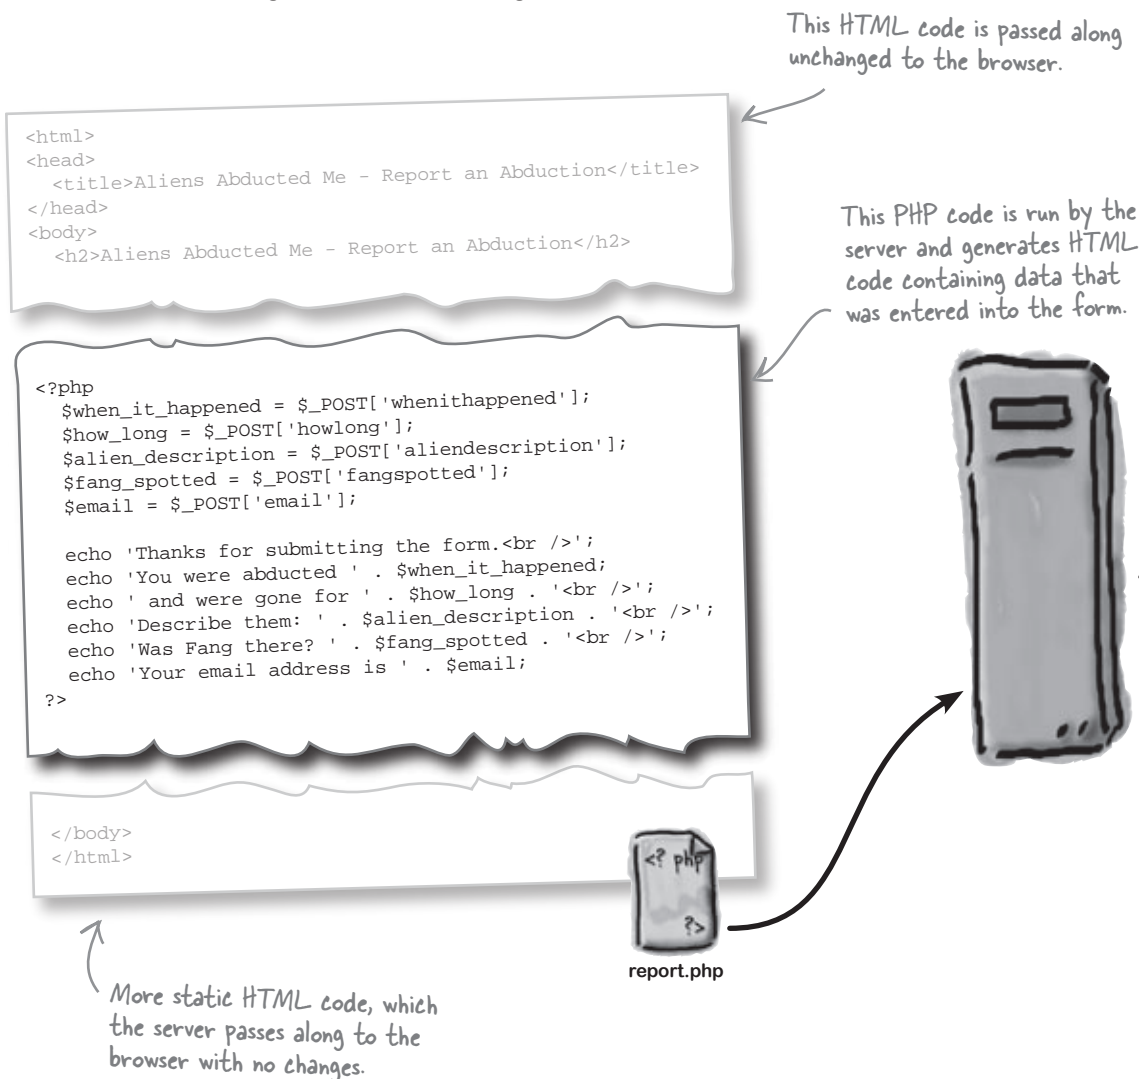 This HTML code is passed along
unchanged to the browser.
<html>
<head>
  <title>Aliens Abducted Me - Report an Abduction</title>
</head>
<body>
  <h2>Aliens Abducted Me - Report an Abduction</h2>
This PHP code is run by the
server and generates HTML
code containing data that
was entered into the form.
<?php
  $when_it_happened = $_POST['whenithappened'];
  $how_long = $_POST['howlong'];
  $alien_description = $_POST['aliendescription'];
  $fang_spotted = $_POST['fangspotted'];
  $email = $_POST['email'];

  echo 'Thanks for submitting the form.<br />';
  echo 'You were abducted ' . $when_it_happened;
  echo ' and were gone for ' . $how_long . '<br />';
  echo 'Describe them: ' . $alien_description . '<br />';
  echo 'Was Fang there? ' . $fang_spotted . '<br />';
  echo 'Your email address is ' . $email;
?>
</body>
</html>
<? php
?>
report.php
More static HTML code, which
the server passes along to the
browser with no changes.